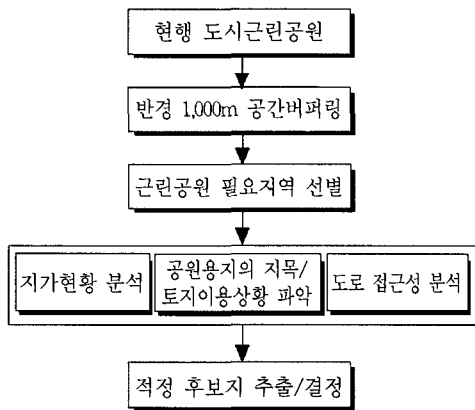 현행 도시근린공원
반경 1,000m 공간버퍼링
근린공원 필요지역 선별
지가현황 분석
공원용지의 지목/
토지이용상황 파악
도로 접근성 분석
적정 후보지 추출/결정